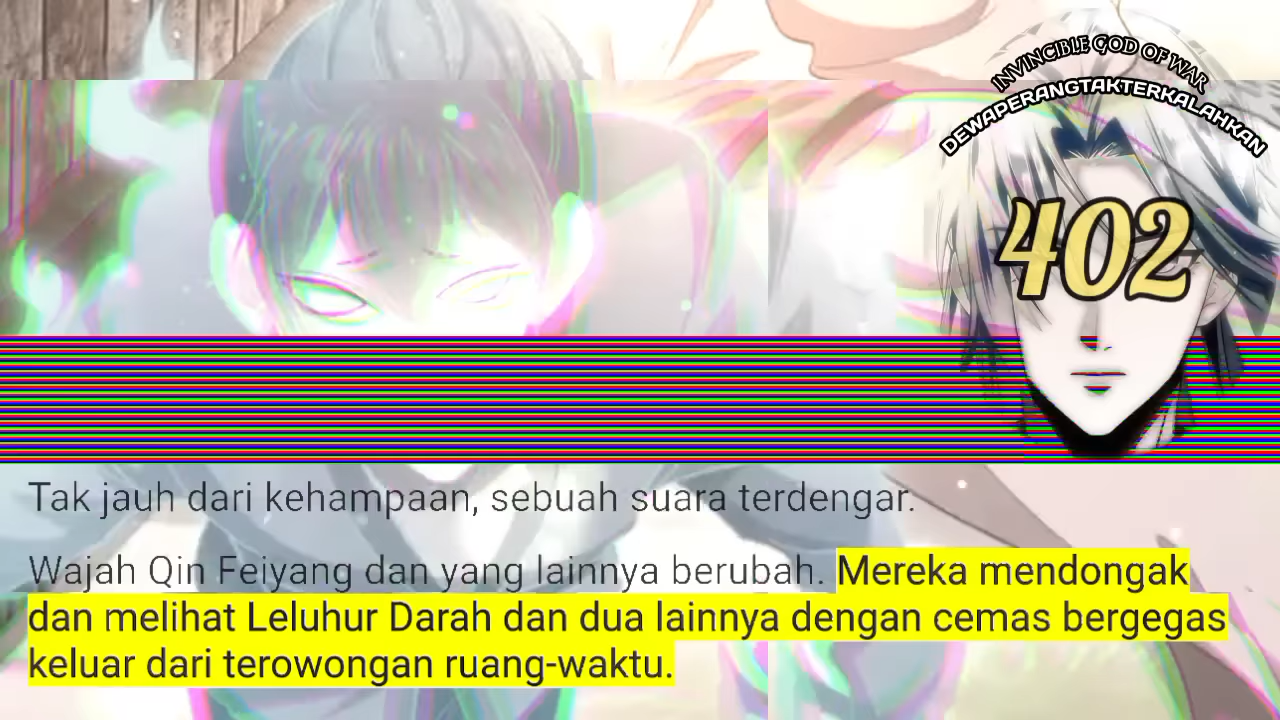 INVINCIBLE GOD OF WAR
DEWAPERANGTAKTERKALAHKAN
402
Tak jauh dari kehampaan, sebuah suara terdengar.
Wajah Qin Feiyang dan yang lainnya berubah. Mereka mendongak
dan melihat Leluhur Darah dan dua lainnya dengan cemas bergegas
keluar dari terowongan ruang-waktu.